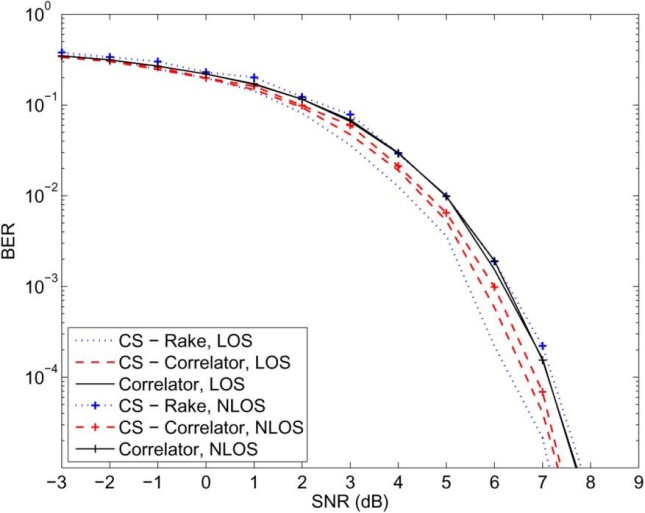 10^0
10^-1
10^-2
10^-3
10^-4
BER
CS − Rake, LOS
CS − Correlator, LOS
Correlator, LOS
CS − Rake, NLOS
CS − Correlator, NLOS
Correlator, NLOS
−3 −2 −1 0 1 2 3 4 5 6 7 8 9
SNR (dB)